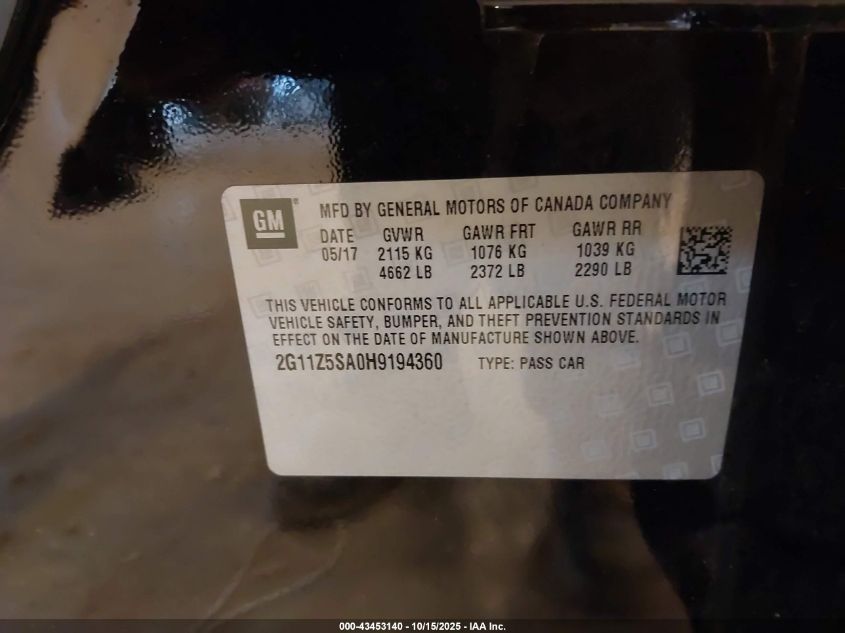 GM
MFD BY GENERAL MOTORS OF CANADA COMPANY
DATE GVWR GAWR FRT GAWR RR
05/17 2115 KG 1076 KG 1039 KG
4662 LB 2372 LB 2290 LB
THIS VEHICLE CONFORMS TO ALL APPLICABLE U.S. FEDERAL MOTOR
VEHICLE SAFETY, BUMPER, AND THEFT PREVENTION STANDARDS IN
EFFECT ON THE DATE OF MANUFACTURE SHOWN ABOVE.
2G11Z5SA0H9194360 TYPE: PASS CAR
000-43453140 - 10/15/2025 - IAA Inc.